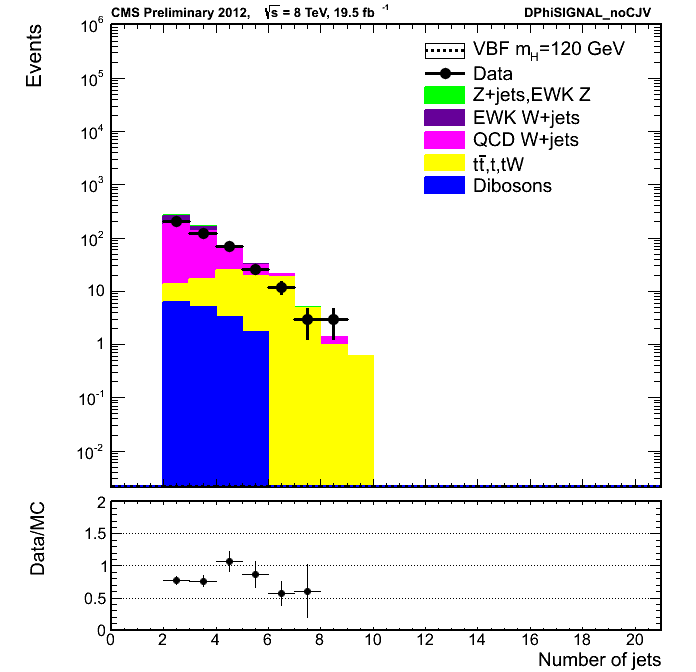 CMS Preliminary 2012, √s = 8 TeV, 19.5 fb⁻¹ DPhiSIGNAL_noCJV
Events
10⁶
10⁵
10⁴
10³
10²
10
1
10⁻¹
10⁻²
VBF m_H=120 GeV
Data
Z+jets,EWK Z
EWK W+jets
QCD W+jets
tt̄,t,tW
Dibosons
Data/MC
2
1.5
1
0.5
0
0 2 4 6 8 10 12 14 16 18 20
Number of jets